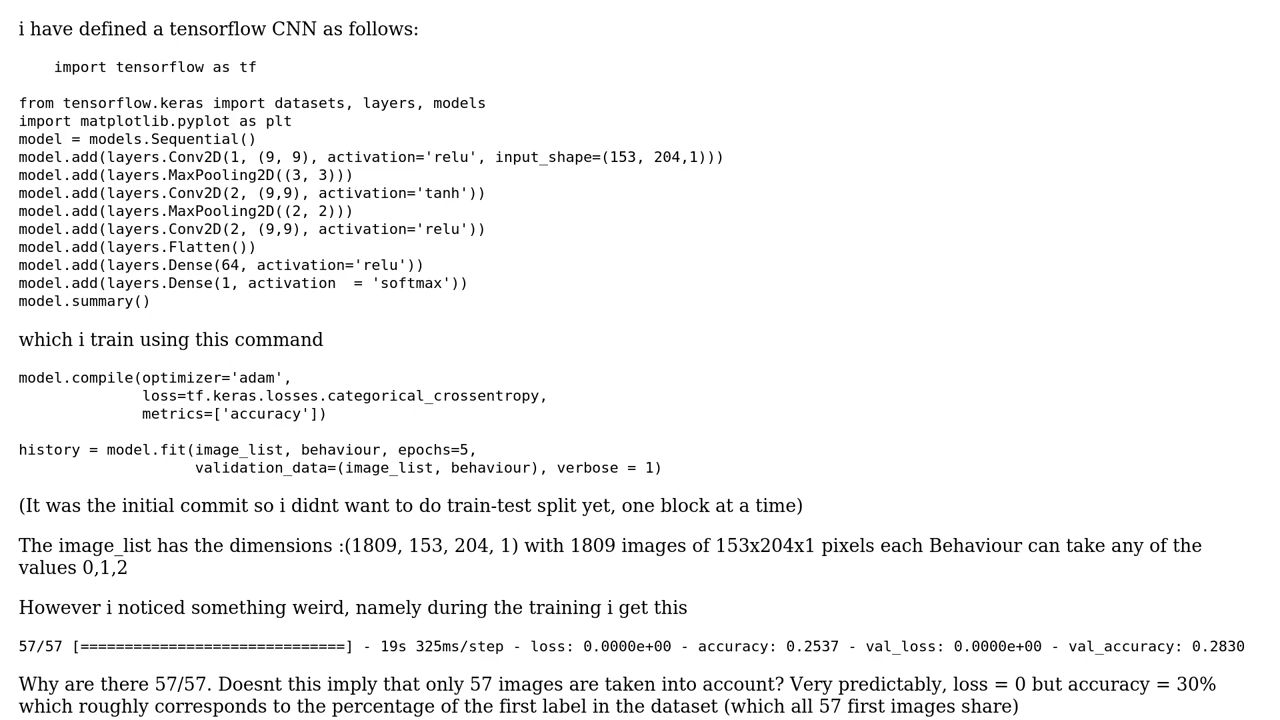 i have defined a tensorflow CNN as follows:
import tensorflow as tf
from tensorflow.keras import datasets, layers, models
import matplotlib.pyplot as plt
model = models.Sequential()
model.add(layers.Conv2D(1, (9, 9), activation='relu', input_shape=(153, 204,1)))
model.add(layers.MaxPooling2D((3, 3)))
model.add(layers.Conv2D(2, (9,9), activation='tanh'))
model.add(layers.MaxPooling2D((2, 2)))
model.add(layers.Conv2D(2, (9,9), activation='relu'))
model.add(layers.Flatten())
model.add(layers.Dense(64, activation='relu'))
model.add(layers.Dense(1, activation  = 'softmax'))
model.summary()
which i train using this command
model.compile(optimizer='adam',
              loss=tf.keras.losses.categorical_crossentropy,
              metrics=['accuracy'])
history = model.fit(image_list, behaviour, epochs=5,
                    validation_data=(image_list, behaviour), verbose = 1)
(It was the initial commit so i didnt want to do train-test split yet, one block at a time)
The image_list has the dimensions :(1809, 153, 204, 1) with 1809 images of 153x204x1 pixels each Behaviour can take any of the
values 0,1,2
However i noticed something weird, namely during the training i get this
57/57 [==============================] - 19s 325ms/step - loss: 0.0000e+00 - accuracy: 0.2537 - val_loss: 0.0000e+00 - val_accuracy: 0.2830
Why are there 57/57. Doesnt this imply that only 57 images are taken into account? Very predictably, loss = 0 but accuracy = 30%
which roughly corresponds to the percentage of the first label in the dataset (which all 57 first images share)